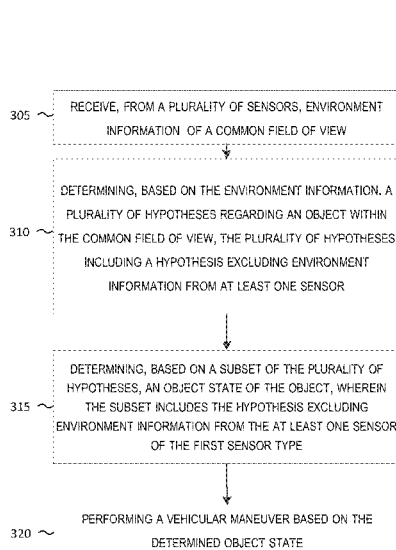 305
RECEIVE, FROM A PLURALITY OF SENSORS, ENVIRONMENT
INFORMATION OF A COMMON FIELD OF VIEW
310
DETERMINING, BASED ON THE ENVIRONMENT INFORMATION. A
PLURALITY OF HYPOTHESES REGARDING AN OBJECT WITHIN
THE COMMON FIELD OF VIEW, THE PLURALITY OF HYPOTHESES
INCLUDING A HYPOTHESIS EXCLUDING ENVIRONMENT
INFORMATION FROM AT LEAST ONE SENSOR
315
DETERMINING, BASED ON A SUBSET OF THE PLURALITY OF
HYPOTHESES, AN OBJECT STATE OF THE OBJECT, WHEREIN
THE SUBSET INCLUDES THE HYPOTHESIS EXCLUDING
ENVIRONMENT INFORMATION FROM THE AT LEAST ONE SENSOR
OF THE FIRST SENSOR TYPE
320
PERFORMING A VEHICULAR MANEUVER BASED ON THE
DETERMINED OBJECT STATE